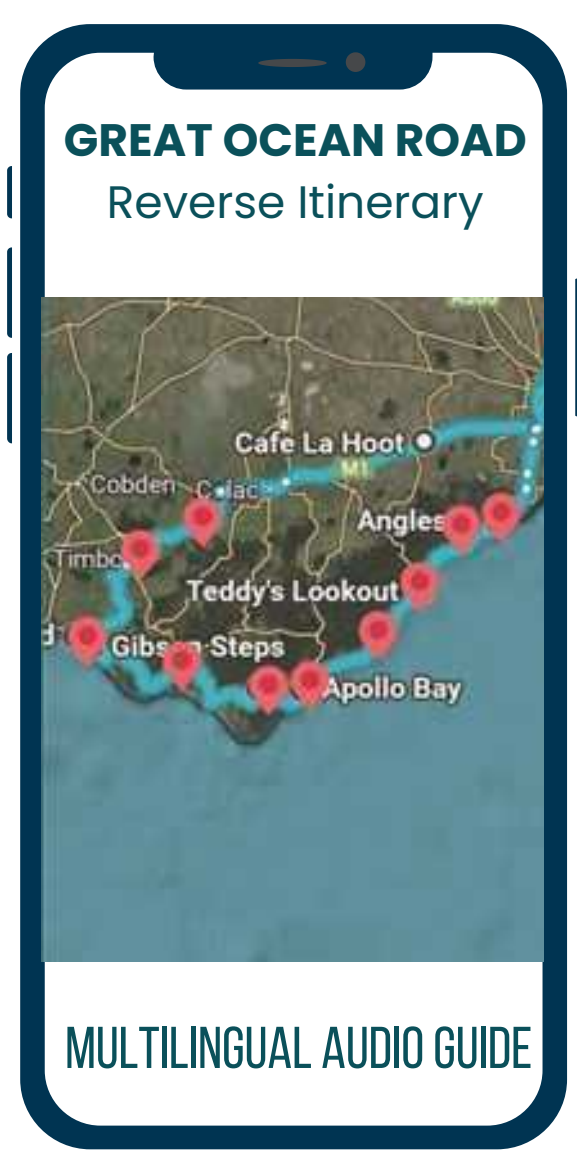 GREAT OCEAN ROAD
Reverse Itinerary
Cafe La Hoot
M1
Cobden
Colac
Angles
Timbo
Teddy's Lookout
Gibson Steps
Apollo Bay
MULTILINGUAL AUDIO GUIDE